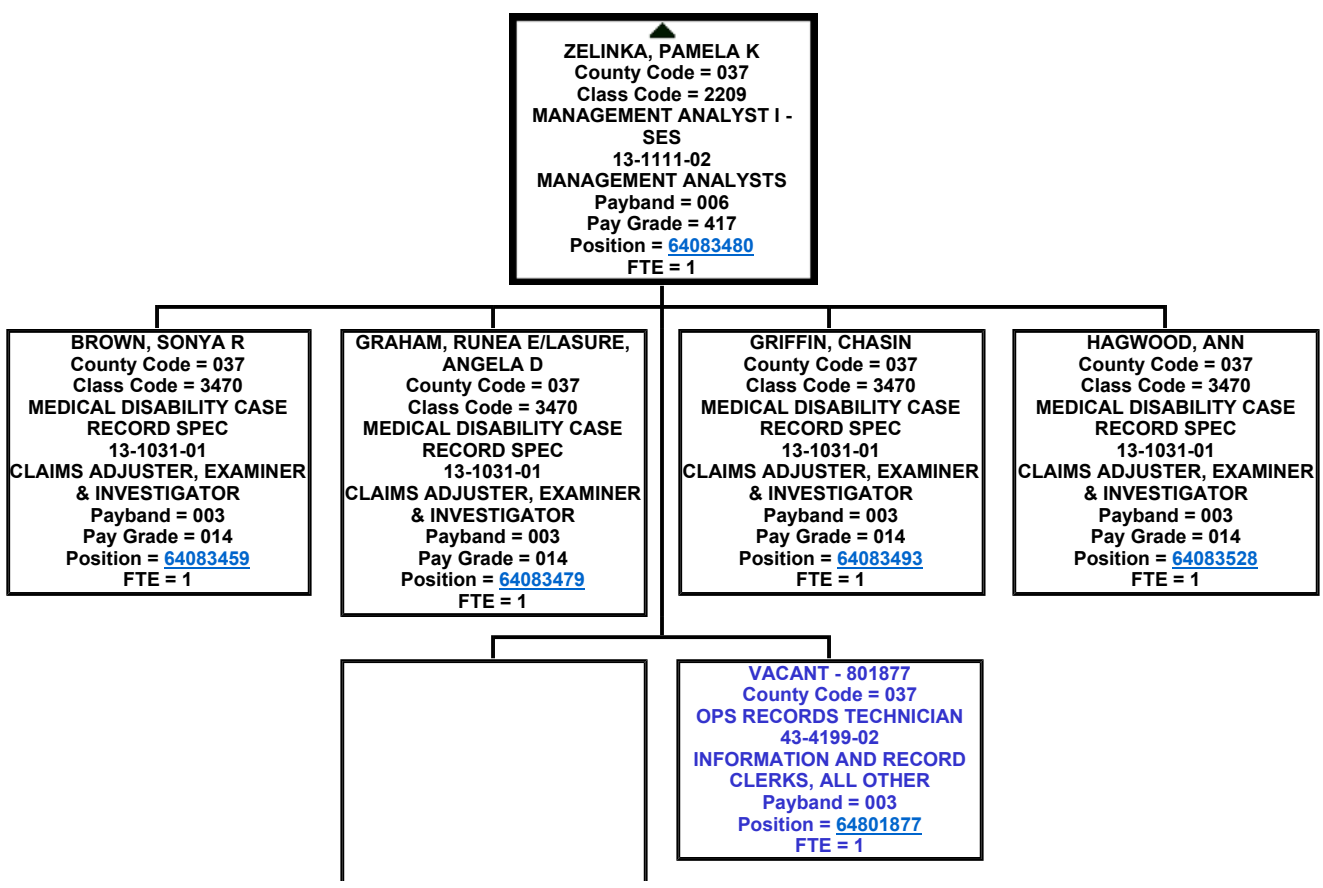 ZELINKA, PAMELA K
County Code = 037
Class Code = 2209
MANAGEMENT ANALYST I -
SES
13-1111-02
MANAGEMENT ANALYSTS
Payband = 006
Pay Grade = 417
Position = 64083480
FTE = 1
BROWN, SONYA R
County Code = 037
Class Code = 3470
MEDICAL DISABILITY CASE
RECORD SPEC
13-1031-01
CLAIMS ADJUSTER, EXAMINER
& INVESTIGATOR
Payband = 003
Pay Grade = 014
Position = 64083459
FTE = 1
GRAHAM, RUNEA E/LASURE,
ANGELA D
County Code = 037
Class Code = 3470
MEDICAL DISABILITY CASE
RECORD SPEC
13-1031-01
CLAIMS ADJUSTER, EXAMINER
& INVESTIGATOR
Payband = 003
Pay Grade = 014
Position = 64083479
FTE = 1
GRIFFIN, CHASIN
County Code = 037
Class Code = 3470
MEDICAL DISABILITY CASE
RECORD SPEC
13-1031-01
CLAIMS ADJUSTER, EXAMINER
& INVESTIGATOR
Payband = 003
Pay Grade = 014
Position = 64083493
FTE = 1
HAGWOOD, ANN
County Code = 037
Class Code = 3470
MEDICAL DISABILITY CASE
RECORD SPEC
13-1031-01
CLAIMS ADJUSTER, EXAMINER
& INVESTIGATOR
Payband = 003
Pay Grade = 014
Position = 64083528
FTE = 1
VACANT - 801877
County Code = 037
OPS RECORDS TECHNICIAN
43-4199-02
INFORMATION AND RECORD
CLERKS, ALL OTHER
Payband = 003
Position = 64801877
FTE = 1